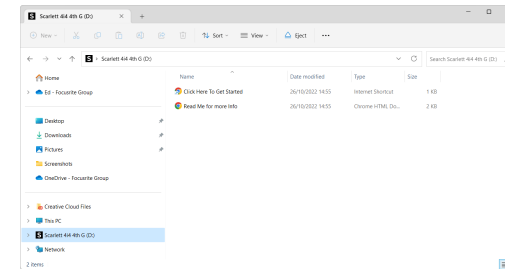 Scarlett 4i4 4th G (D:)
New
Sort
View
Eject
Scarlett 4i4 4th G (D:)
Search Scarlett 4i4 4th G (D:)
Name
Date modified
Type
Size
Home
Ed - Focusrite Group
Desktop
Downloads
Pictures
Screenshots
OneDrive - Focusrite Group
Creative Cloud Files
This PC
Scarlett 4i4 4th G (D:)
Network
Click Here To Get Started
26/10/2022 14:55
Internet Shortcut
1 KB
Read Me for more Info
26/10/2022 14:55
Chrome HTML Do...
2 KB
2 items